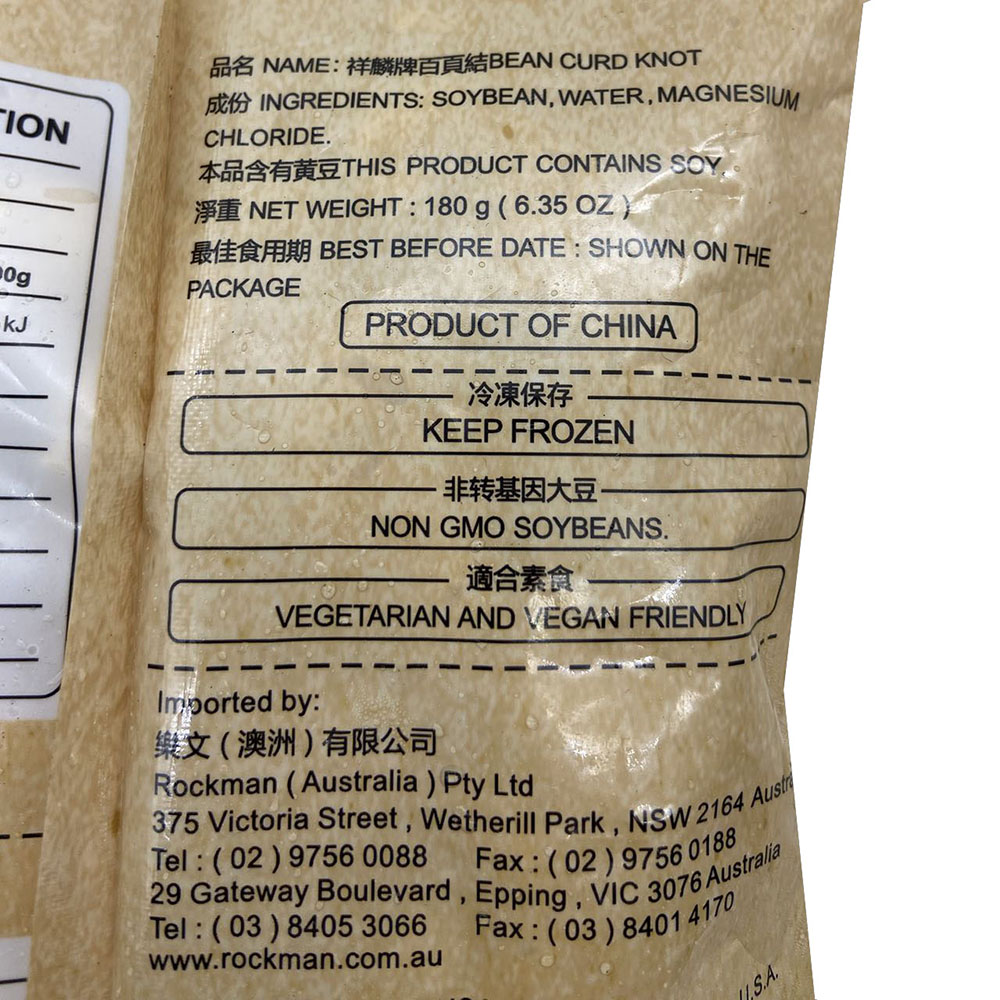 TION
00g
kJ
品名 NAME: 祥麟牌百頁結BEAN CURD KNOT
成份 INGREDIENTS: SOYBEAN, WATER, MAGNESIUM
CHLORIDE.
本品含有黄豆THIS PRODUCT CONTAINS SOY.
淨重 NET WEIGHT : 180 g ( 6.35 OZ )
最佳食用期 BEST BEFORE DATE : SHOWN ON THE
PACKAGE
PRODUCT OF CHINA
冷凍保存
KEEP FROZEN
非转基因大豆
NON GMO SOYBEANS.
適合素食
VEGETARIAN AND VEGAN FRIENDLY
Imported by:
樂文 ( 澳洲 ) 有限公司
Rockman ( Australia ) Pty Ltd
375 Victoria Street , Wetherill Park , NSW 2164 Austra
Tel : ( 02 ) 9756 0088 Fax : ( 02 ) 9756 0188
29 Gateway Boulevard , Epping , VIC 3076 Australia
Tel : ( 03 ) 8405 3066 Fax : ( 03 ) 8401 4170
www.rockman.com.au
U.S.A.